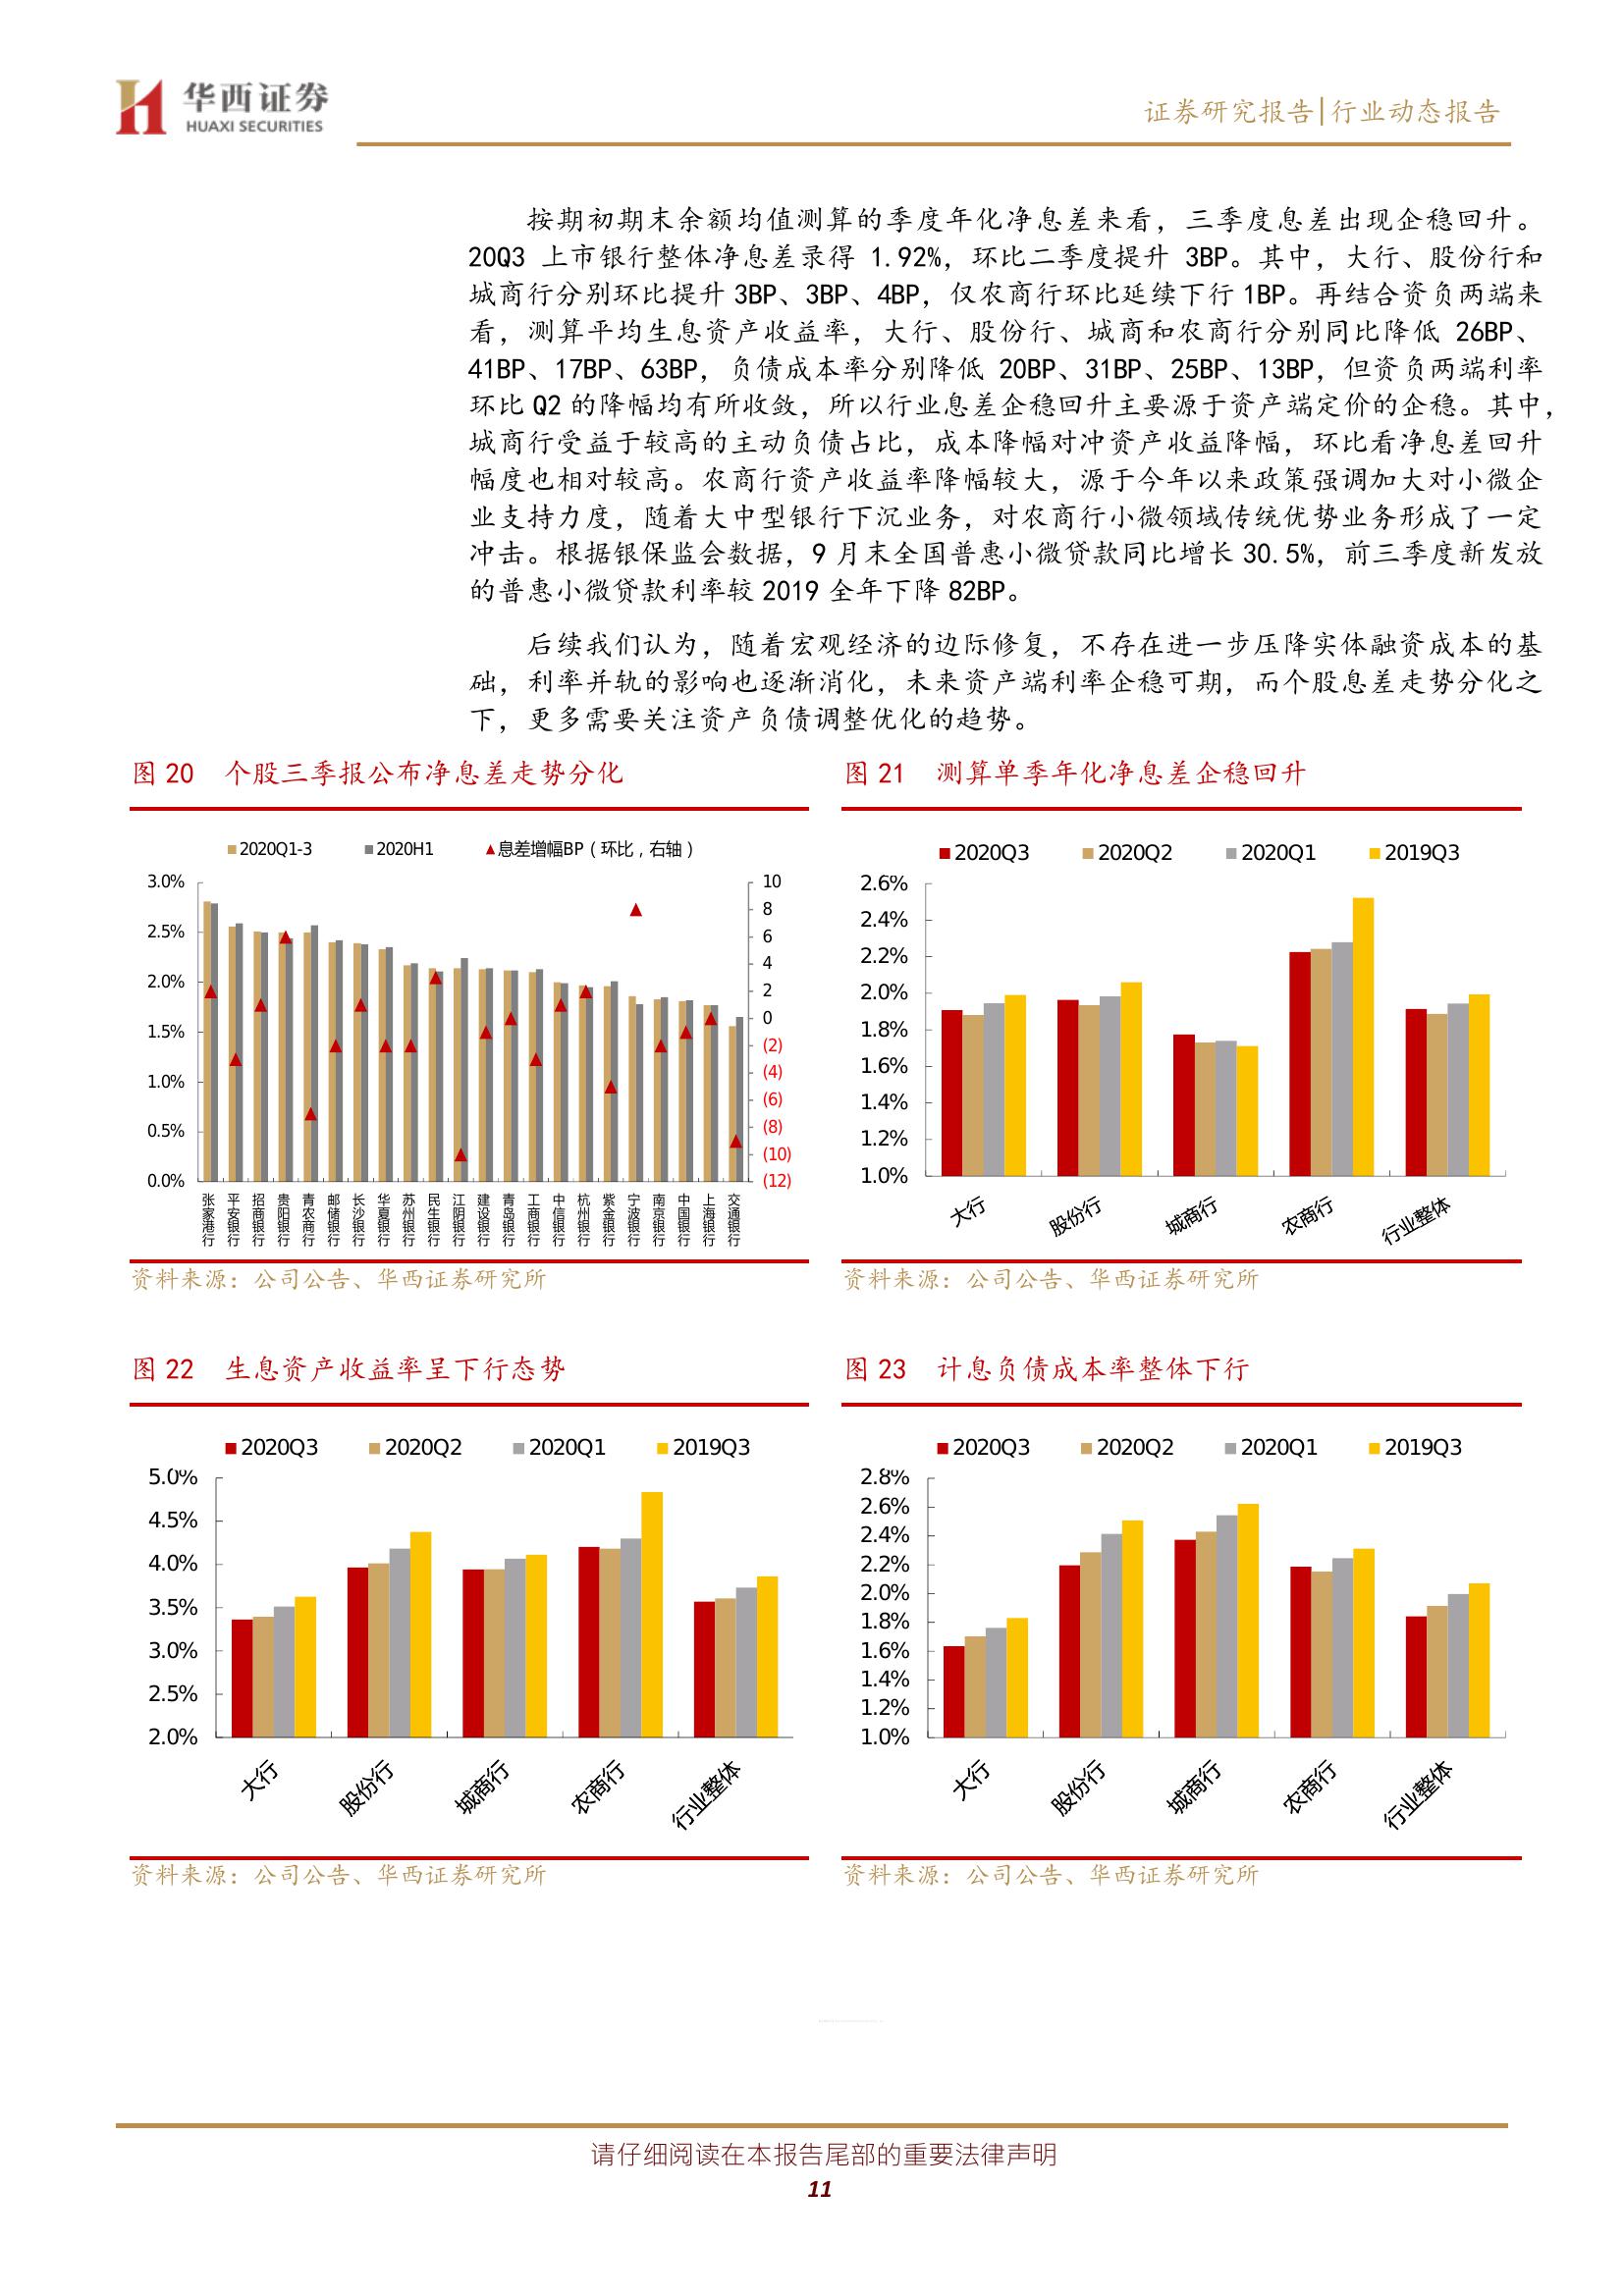 华西证券
HUAXI SECURITIES
证券研究报告|行业动态报告
按期初期末余额均值测算的季度年化净息差来看，三季度息差出现企稳回升。
20Q3 上市银行整体净息差录得 1.92%，环比二季度提升 3BP。其中，大行、股份行和
城商行分别环比提升 3BP、3BP、4BP，仅农商行环比延续下行 1BP。再结合资负两端来
看，测算平均生息资产收益率，大行、股份行、城商和农商行分别同比降低 26BP、
41BP、17BP、63BP，负债成本率分别降低 20BP、31BP、25BP、13BP，但资负两端利率
环比 Q2 的降幅均有所收敛，所以行业息差企稳回升主要源于资产端定价的企稳。其中，
城商行受益于较高的主动负债占比，成本降幅对冲资产收益降幅，环比看净息差回升
幅度也相对较高。农商行资产收益率降幅较大，源于今年以来政策强调加大对小微企
业支持力度，随着大中型银行下沉业务，对农商行小微领域传统优势业务形成了一定
冲击。根据银保监会数据，9 月末全国普惠小微贷款同比增长 30.5%，前三季度新发放
的普惠小微贷款利率较 2019 全年下降 82BP。
后续我们认为，随着宏观经济的边际修复，不存在进一步压降实体融资成本的基
础，利率并轨的影响也逐渐消化，未来资产端利率企稳可期，而个股息差走势分化之
下，更多需要关注资产负债调整优化的趋势。
图 20 个股三季报公布净息差走势分化
2020Q1-3 2020H1 息差增幅BP（环比，右轴）
3.0%
2.5%
2.0%
1.5%
1.0%
0.5%
0.0%
10
8
6
4
2
0
(2)
(4)
(6)
(8)
(10)
(12)
张家港行
平安银行
招商银行
贵阳银行
青农商行
邮储银行
长沙银行
华夏银行
苏州银行
民生银行
江阴银行
建设银行
青岛银行
工商银行
中信银行
杭州银行
紫金银行
宁波银行
南京银行
中国银行
上海银行
交通银行
资料来源：公司公告、华西证券研究所
图 21 测算单季年化净息差企稳回升
2020Q3 2020Q2 2020Q1 2019Q3
2.6%
2.4%
2.2%
2.0%
1.8%
1.6%
1.4%
1.2%
1.0%
大行 股份行 城商行 农商行 行业整体
资料来源：公司公告、华西证券研究所
图 22 生息资产收益率呈下行态势
2020Q3 2020Q2 2020Q1 2019Q3
5.0%
4.5%
4.0%
3.5%
3.0%
2.5%
2.0%
大行 股份行 城商行 农商行 行业整体
资料来源：公司公告、华西证券研究所
图 23 计息负债成本率整体下行
2020Q3 2020Q2 2020Q1 2019Q3
2.8%
2.6%
2.4%
2.2%
2.0%
1.8%
1.6%
1.4%
1.2%
1.0%
大行 股份行 城商行 农商行 行业整体
资料来源：公司公告、华西证券研究所
请仔细阅读在本报告尾部的重要法律声明
11